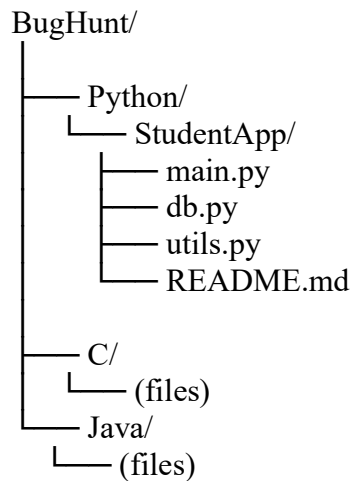 BugHunt/
Python/
StudentApp/
main.py
db.py
utils.py
README.md
C/
(files)
Java/
(files)